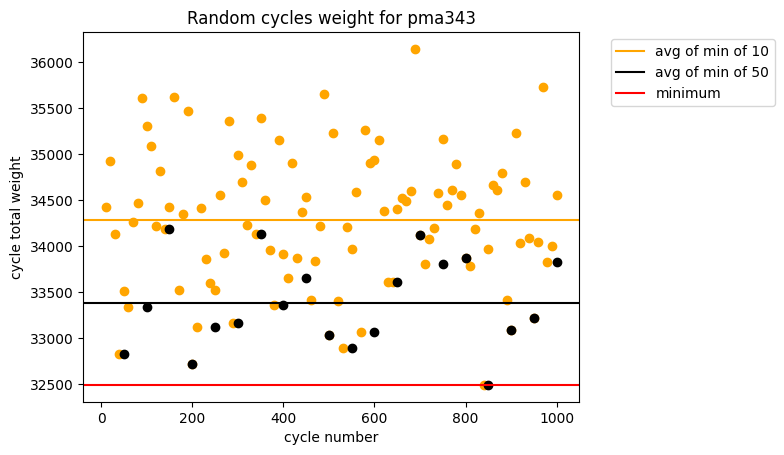 Random cycles weight for pma343
avg of min of 10
avg of min of 50
minimum
cycle total weight
36000
35500
35000
34500
34000
33500
33000
32500
0 200 400 600 800 1000
cycle number